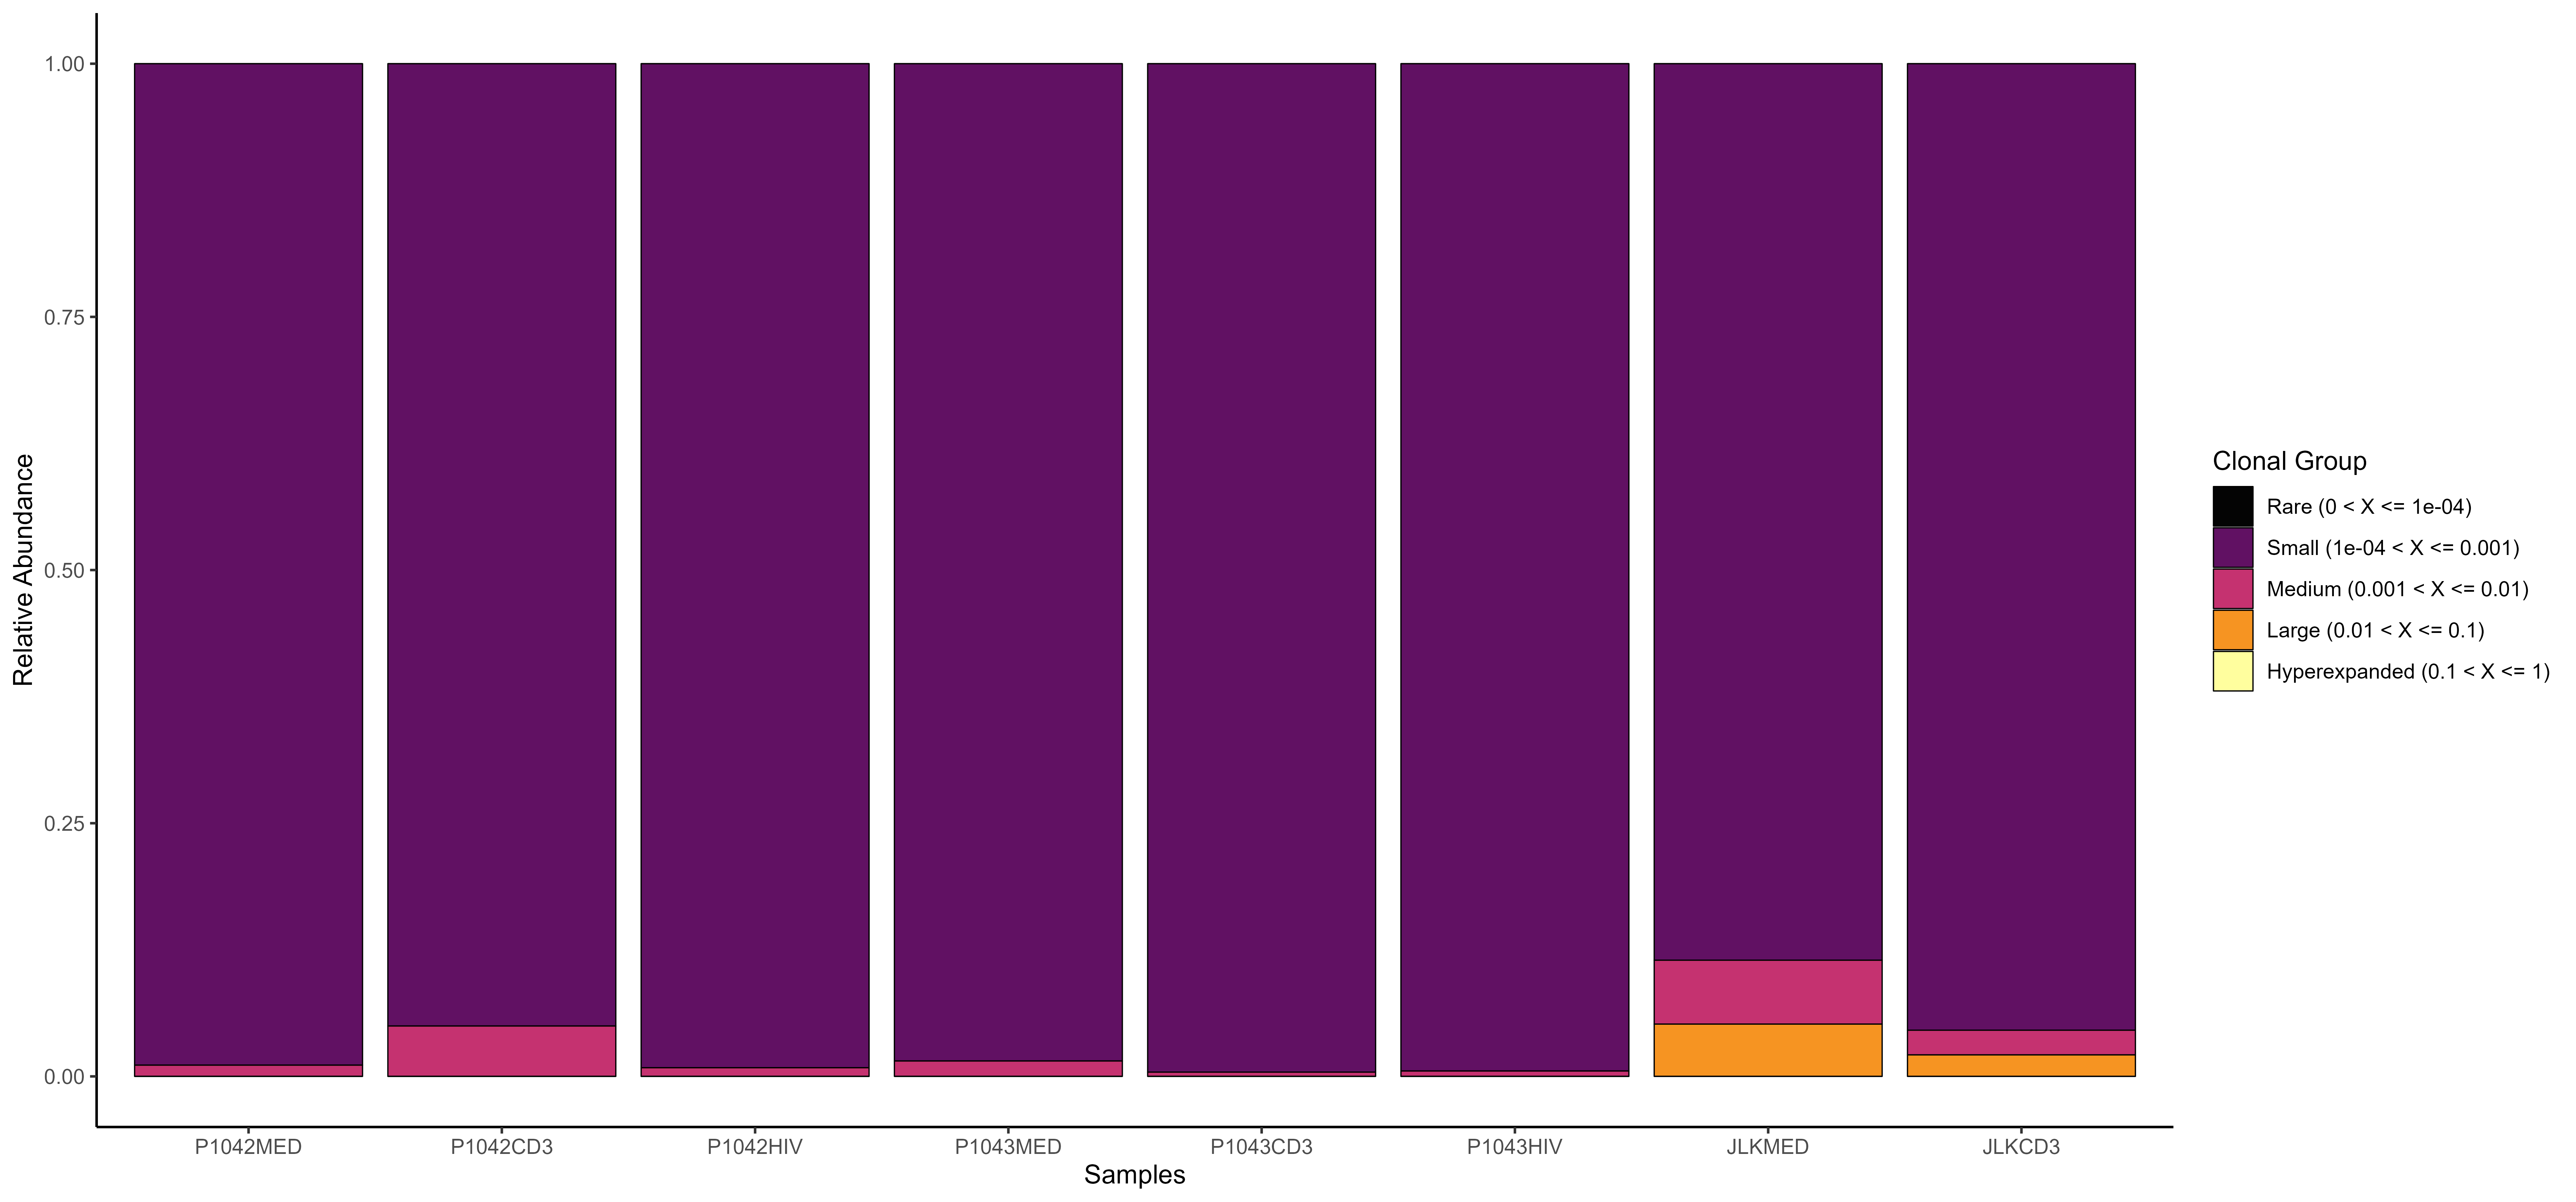 1.00
0.75
0.50
0.25
0.00
Relative Abundance
P1042MED P1042CD3 P1042HIV P1043MED P1043CD3 P1043HIV JLKMED JLKCD3
Samples
Clonal Group
Rare (0 < X <= 1e-04)
Small (1e-04 < X <= 0.001)
Medium (0.001 < X <= 0.01)
Large (0.01 < X <= 0.1)
Hyperexpanded (0.1 < X <= 1)